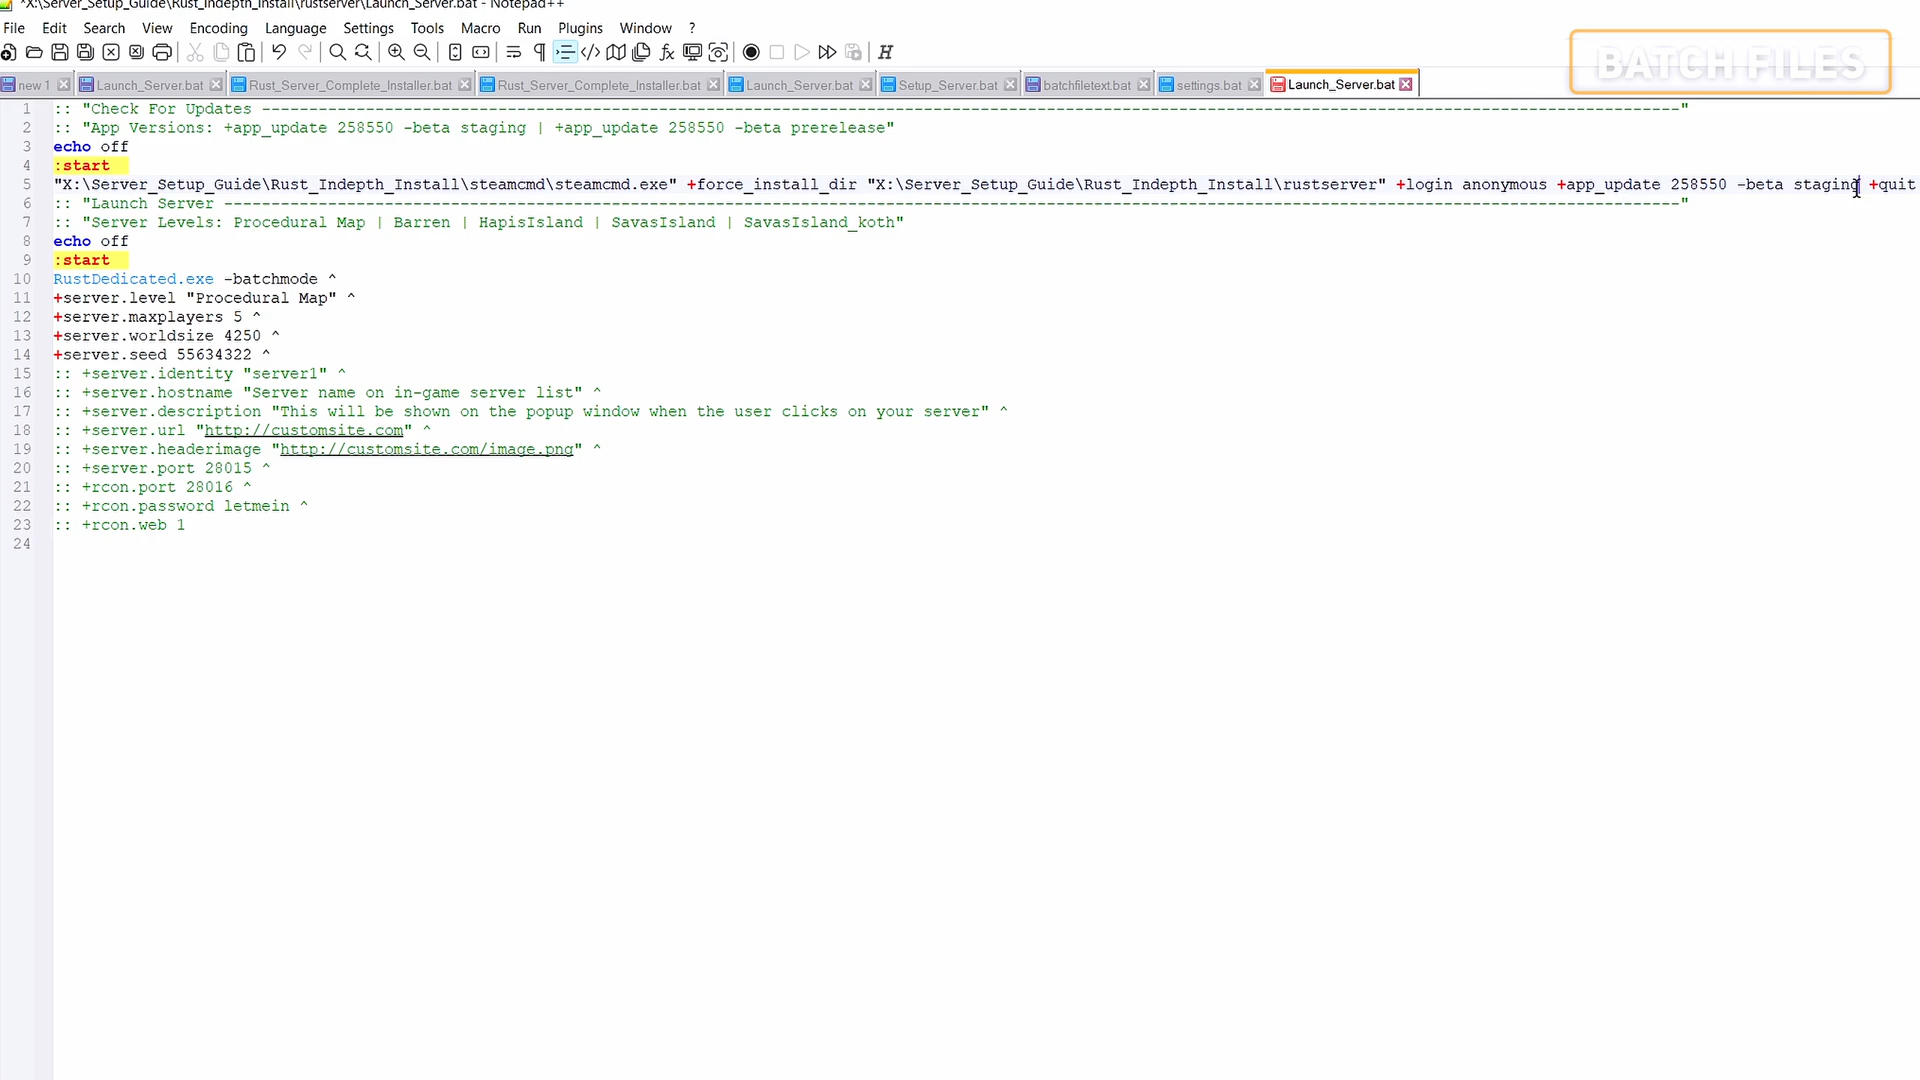 *X:\Server_Setup_Guide\Rust_Indepth_Install\rustserver\Launch_Server.bat - Notepad++
File Edit Search View Encoding Language Settings Tools Macro Run Plugins Window ?
BATCH FILES
new 1 Launch_Server.bat Rust_Server_Complete_Installer.bat Rust_Server_Complete_Installer.bat Launch_Server.bat Setup_Server.bat batchfiletext.bat settings.bat Launch_Server.bat
1 :: "Check For Updates ------------------------------------------------------------------------------------------------------------------------------------------------------"
2 :: "App Versions: +app_update 258550 -beta staging | +app_update 258550 -beta prerelease"
3 echo off
4 :start
5 "X:\Server_Setup_Guide\Rust_Indepth_Install\steamcmd\steamcmd.exe" +force_install_dir "X:\Server_Setup_Guide\Rust_Indepth_Install\rustserver" +login anonymous +app_update 258550 -beta staging +quit
6 :: "Launch Server ----------------------------------------------------------------------------------------------------------------------------------------------------------"
7 :: "Server Levels: Procedural Map | Barren | HapisIsland | SavasIsland | SavasIsland_koth"
8 echo off
9 :start
10 RustDedicated.exe -batchmode ^
11 +server.level "Procedural Map" ^
12 +server.maxplayers 5 ^
13 +server.worldsize 4250 ^
14 +server.seed 55634322 ^
15 :: +server.identity "server1" ^
16 :: +server.hostname "Server name on in-game server list" ^
17 :: +server.description "This will be shown on the popup window when the user clicks on your server" ^
18 :: +server.url "http://customsite.com" ^
19 :: +server.headerimage "http://customsite.com/image.png" ^
20 :: +server.port 28015 ^
21 :: +rcon.port 28016 ^
22 :: +rcon.password letmein ^
23 :: +rcon.web 1
24